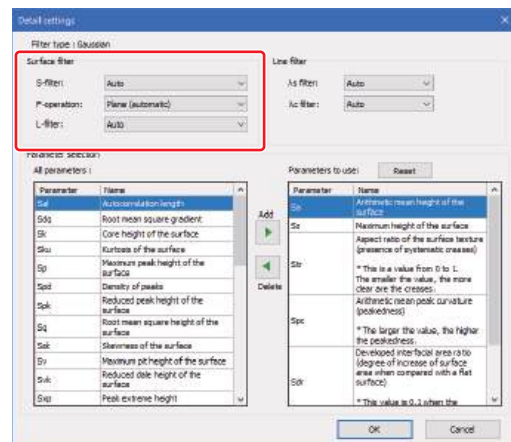 Detail settings
Filter type : Gaussian
Surface filter
S-filter:
Auto
F-operation:
Plane (automatic)
L-filter:
Auto
Line filter
λs filter:
Auto
λc filter:
Auto
Parameter selection
All parameters :
Parameter
Name
Sal
Autocorrelation length
Sdq
Root mean square gradient
Sk
Core height of the surface
Sku
Kurtosis of the surface
Sp
Maximum peak height of the
surface
Spd
Density of peaks
Spk
Reduced peak height of the
surface
Sq
Root mean square height of the
surface
Ssk
Skewness of the surface
Sv
Maximum pit height of the surface
Svk
Reduced dale height of the
surface
Sxp
Peak extreme height
Add
Delete
Parameters to use:
Reset
Parameter
Name
Sa
Arithmetic mean height of the
surface
Sz
Maximum height of the surface
Str
Aspect ratio of the surface texture
(presence of systematic creases)
* This is a value from 0 to 1.
The smaller the value, the more
clear are the creases.
Spc
Arithmetic mean peak curvature
(peakedness)
* The larger the value, the higher
the peakedness.
Sdr
Developed interfacial area ratio
(degree of increase of surface
area when compared with a flat
surface)
* This value is 0.1 when the
OK
Cancel